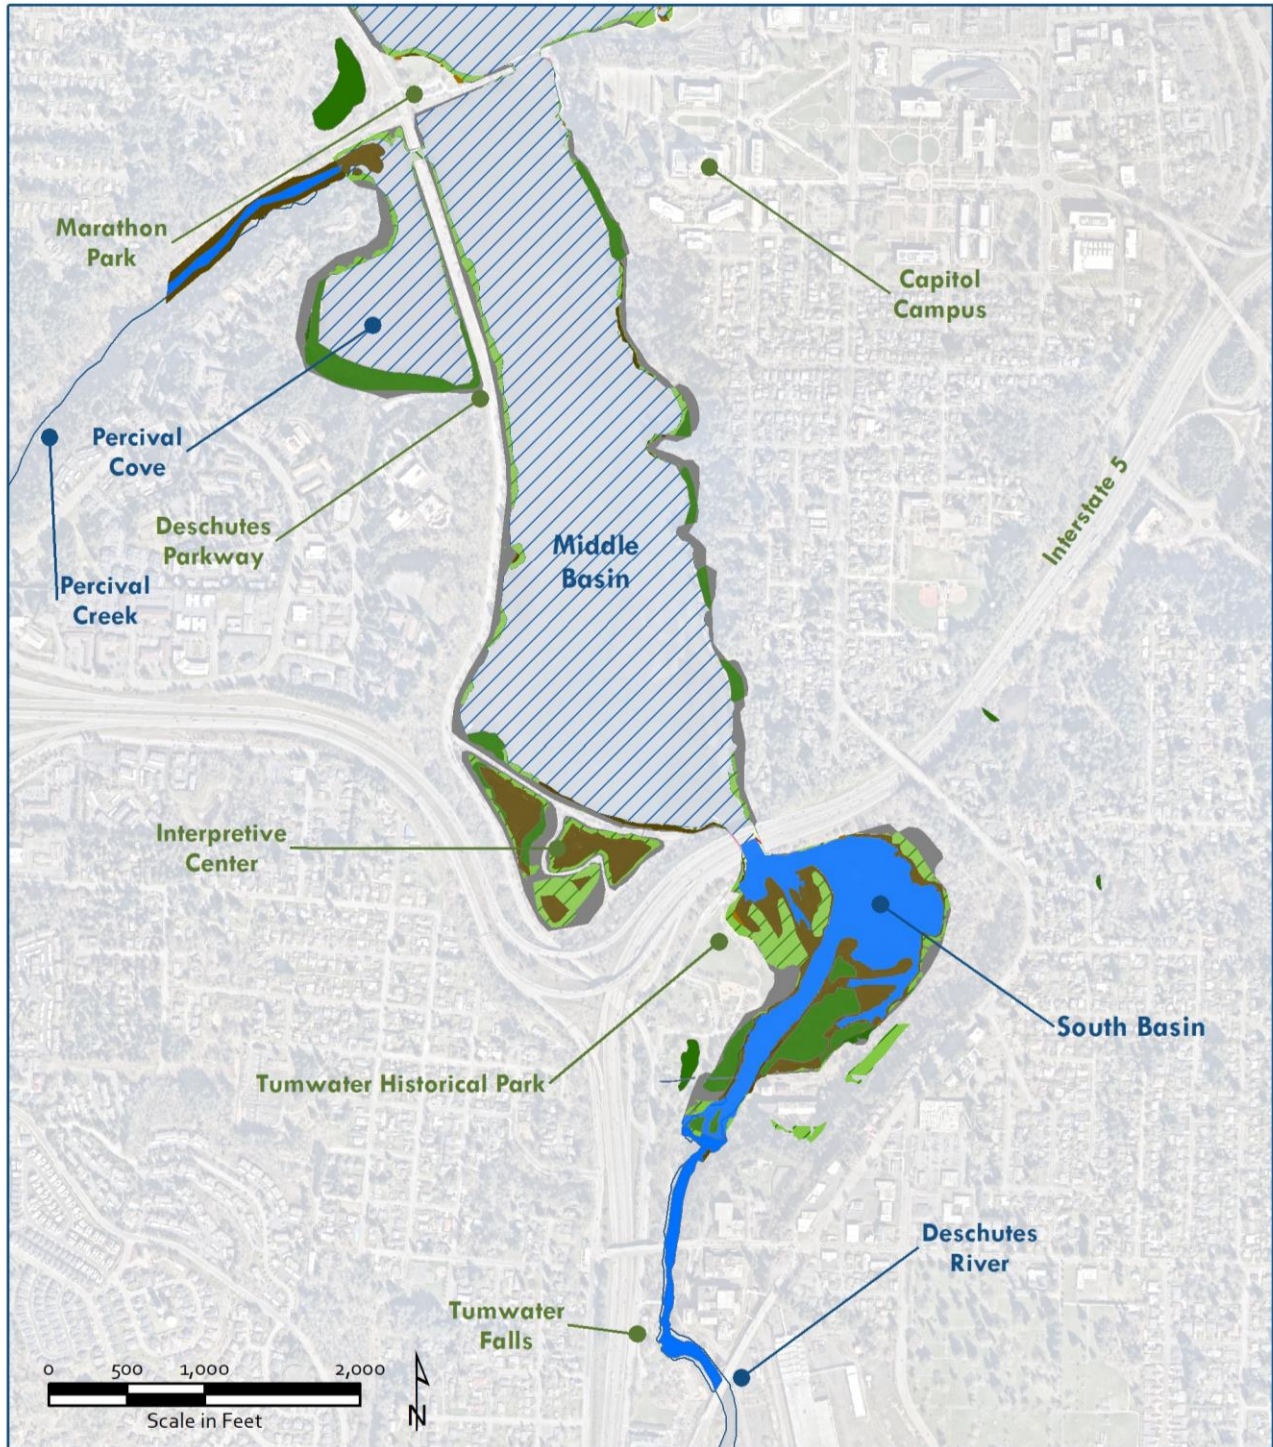 Marathon
Park
Capitol
Campus
Percival
Cove
Interstate 5
Deschutes
Parkway
Middle
Basin
Percival
Creek
Interpretive
Center
South Basin
Tumwater Historical Park
Deschutes
River
Tumwater
Falls
0 500 1,000 2,000
Scale in Feet
N